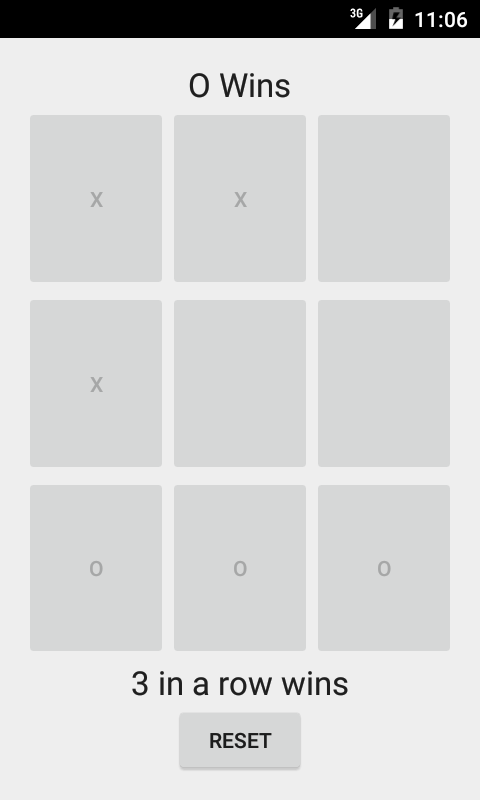 3G 11:06
O Wins
X X
X
O O O
3 in a row wins
RESET